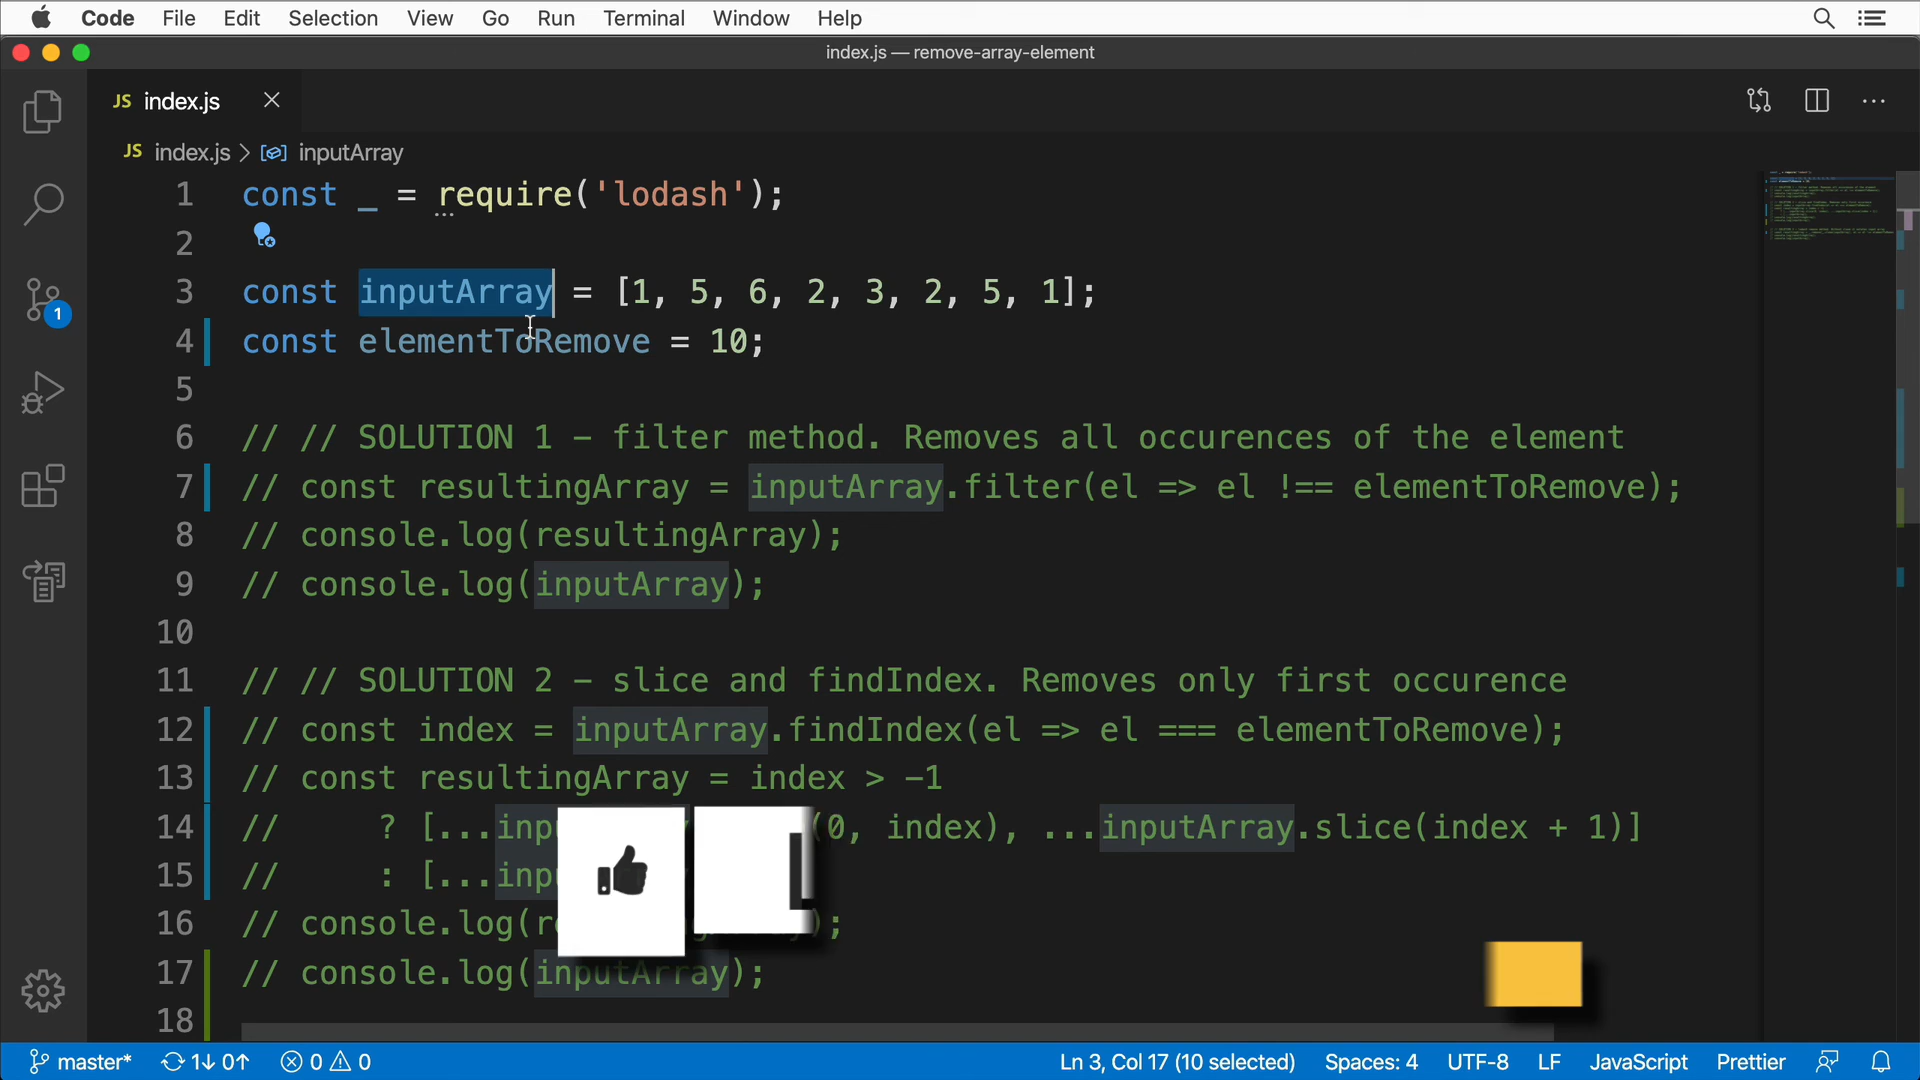 Code File Edit Selection View Go Run Terminal Window Help
index.js — remove-array-element
JS index.js
JS index.js > inputArray
1 const _ = require('lodash');
2
3 const inputArray = [1, 5, 6, 2, 3, 2, 5, 1];
4 const elementToRemove = 10;
5
6 // // SOLUTION 1 – filter method. Removes all occurences of the element
7 // const resultingArray = inputArray.filter(el => el !== elementToRemove);
8 // console.log(resultingArray);
9 // console.log(inputArray);
10
11 // // SOLUTION 2 – slice and findIndex. Removes only first occurence
12 // const index = inputArray.findIndex(el => el === elementToRemove);
13 // const resultingArray = index > -1
14 // ? [...inp (0, index), ...inputArray.slice(index + 1)]
15 // : [...inp
16 // console.log(re );
17 // console.log(inputArray);
18
1
master* 1↓ 0↑ 0 0 Ln 3, Col 17 (10 selected) Spaces: 4 UTF-8 LF JavaScript Prettier